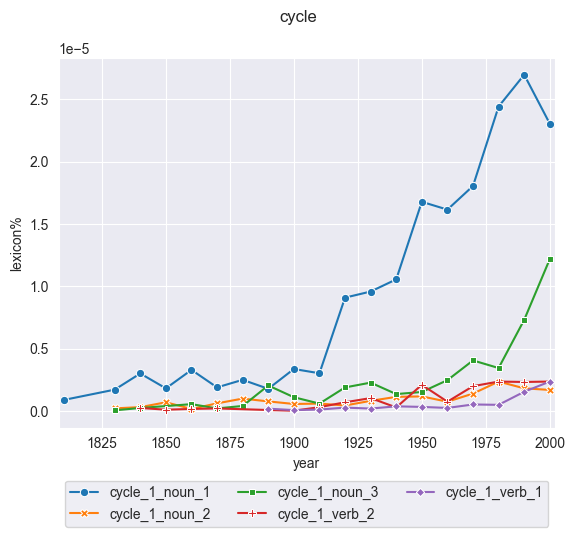 cycle
1e−5
2.5
2.0
1.5
1.0
0.5
0.0
lexicon%
1825 1850 1875 1900 1925 1950 1975 2000
year
cycle_1_noun_1 cycle_1_noun_3 cycle_1_verb_1
cycle_1_noun_2 cycle_1_verb_2